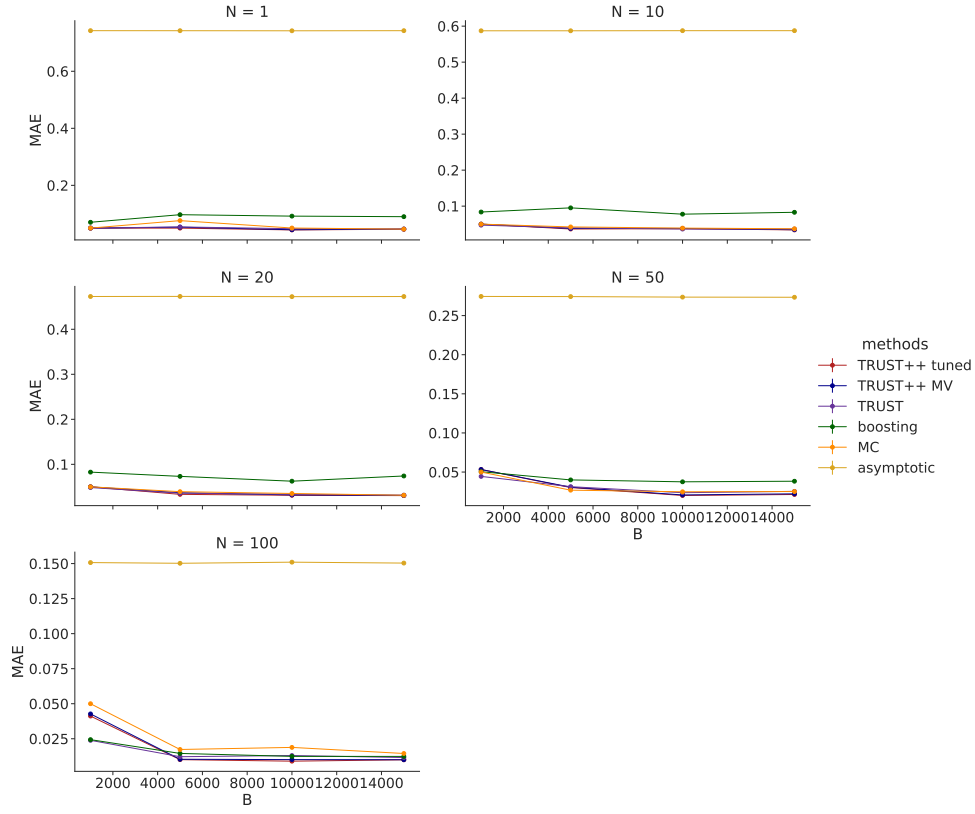 N = 1
N = 10
MAE
0.6
0.4
0.2
0.6
0.5
0.4
0.3
0.2
0.1
N = 20
N = 50
MAE
0.4
0.3
0.2
0.1
0.25
0.20
0.15
0.10
0.05
2000 4000 6000 8000 10000 12000 14000
B
methods
TRUST++ tuned
TRUST++ MV
TRUST
boosting
MC
asymptotic
N = 100
MAE
0.150
0.125
0.100
0.075
0.050
0.025
2000 4000 6000 8000 10000 12000 14000
B